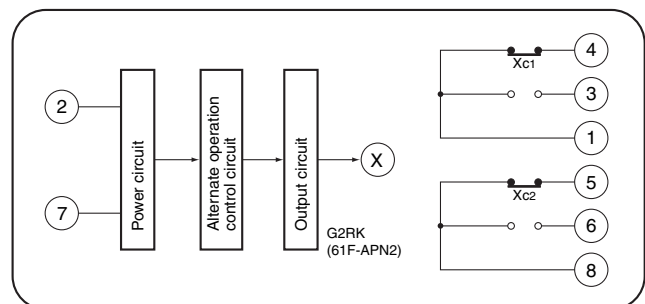 2
7
Power circuit
Alternate operation
control circuit
Output circuit
X
G2RK
(61F-APN2)
Xc1
4
3
1
Xc2
5
6
8